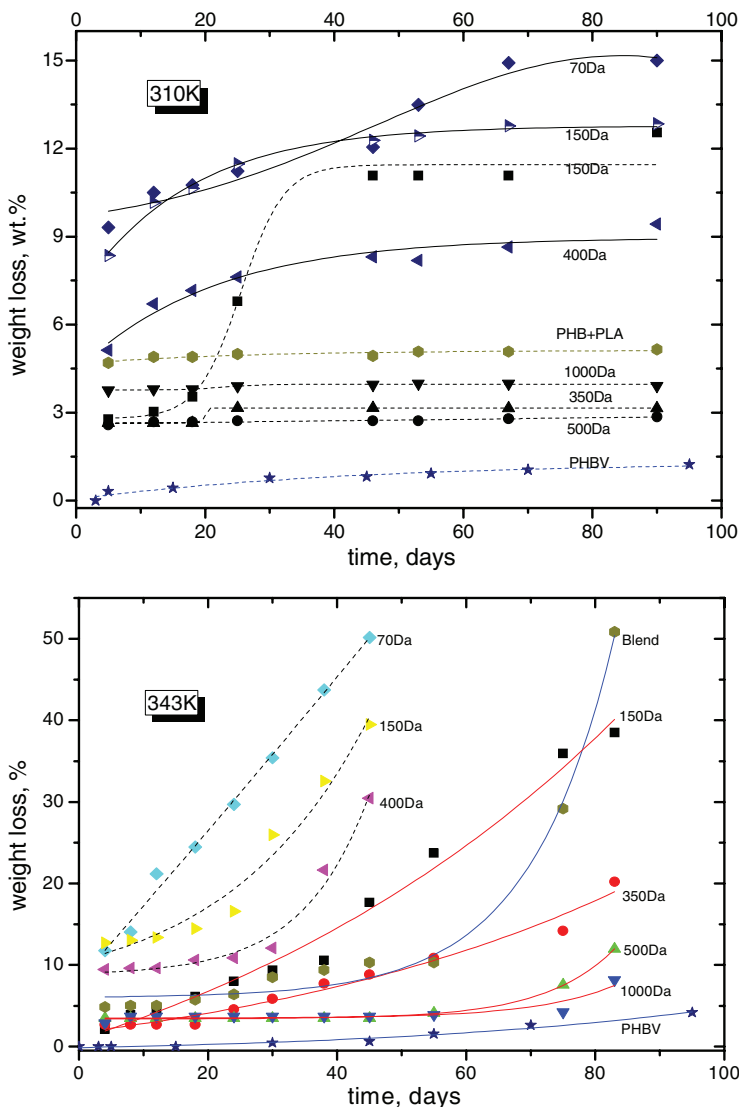 0 20 40 60 80 100
310K
15
12
9
6
3
0
weight loss, wt.%
70Da
150Da
150Da
400Da
PHB+PLA
1000Da
350Da
500Da
PHBV
0 20 40 60 80 100
time, days
343K
50
40
30
20
10
0
weight loss, %
70Da
Blend
150Da
150Da
400Da
350Da
500Da
1000Da
PHBV
0 20 40 60 80 100
time, days